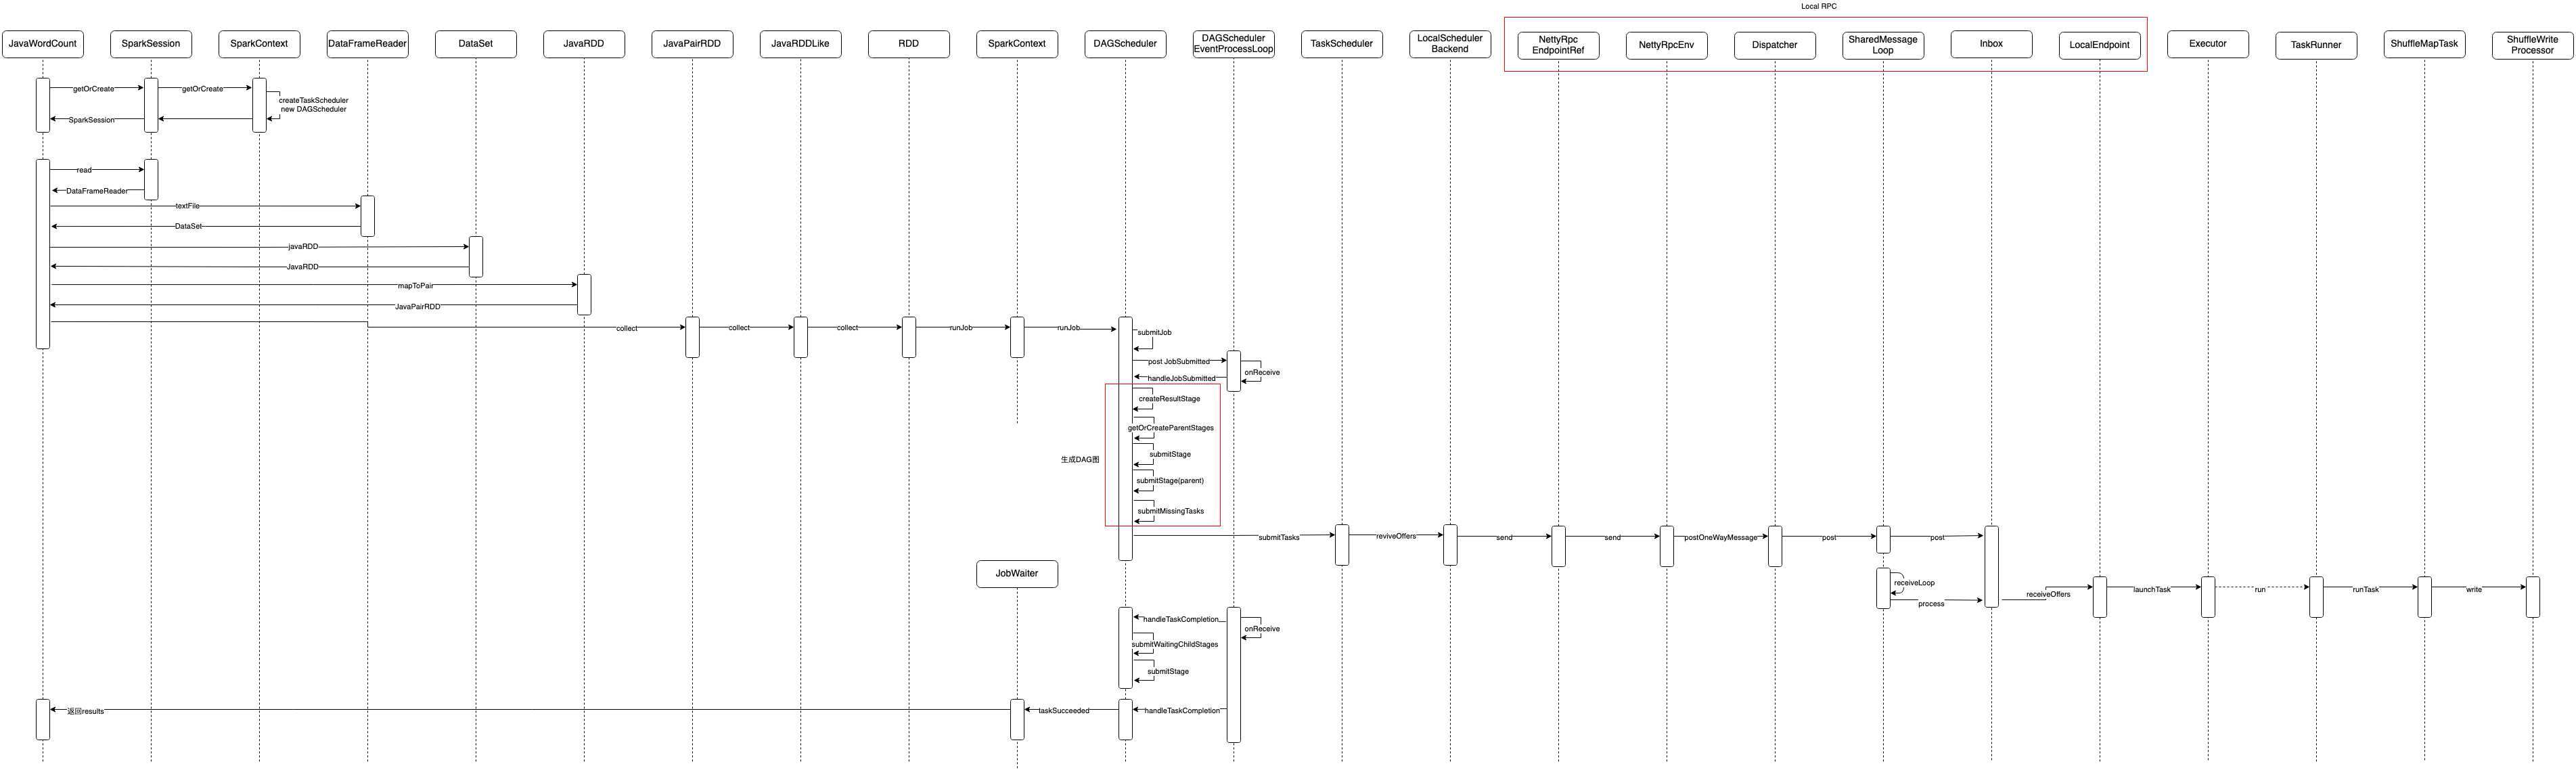 Local RPC
JavaWordCount
SparkSession
SparkContext
DataFrameReader
DataSet
JavaRDD
JavaPairRDD
JavaRDDLike
RDD
SparkContext
DAGScheduler
DAGScheduler
EventProcessLoop
TaskScheduler
LocalScheduler
Backend
NettyRpc
EndpointRef
NettyRpcEnv
Dispatcher
SharedMessage
Loop
Inbox
LocalEndpoint
Executor
TaskRunner
ShuffleMapTask
ShuffleWrite
Processor
getOrCreate
getOrCreate
createTaskScheduler
new DAGScheduler
SparkSession
read
DataFrameReader
textFile
DataSet
javaRDD
JavaRDD
mapToPair
JavaPairRDD
collect
collect
collect
runJob
runJob
submitJob
post JobSubmitted
onReceive
handleJobSubmitted
createResultStage
getOrCreateParentStages
submitStage
生成DAG图
submitStage(parent)
submitMissingTasks
submitTasks
reviveOffers
send
send
postOneWayMessage
post
post
JobWaiter
receiveLoop
process
receiveOffers
launchTask
run
runTask
write
handleTaskCompletion
onReceive
submitWaitingChildStages
submitStage
返回results
taskSucceeded
handleTaskCompletion